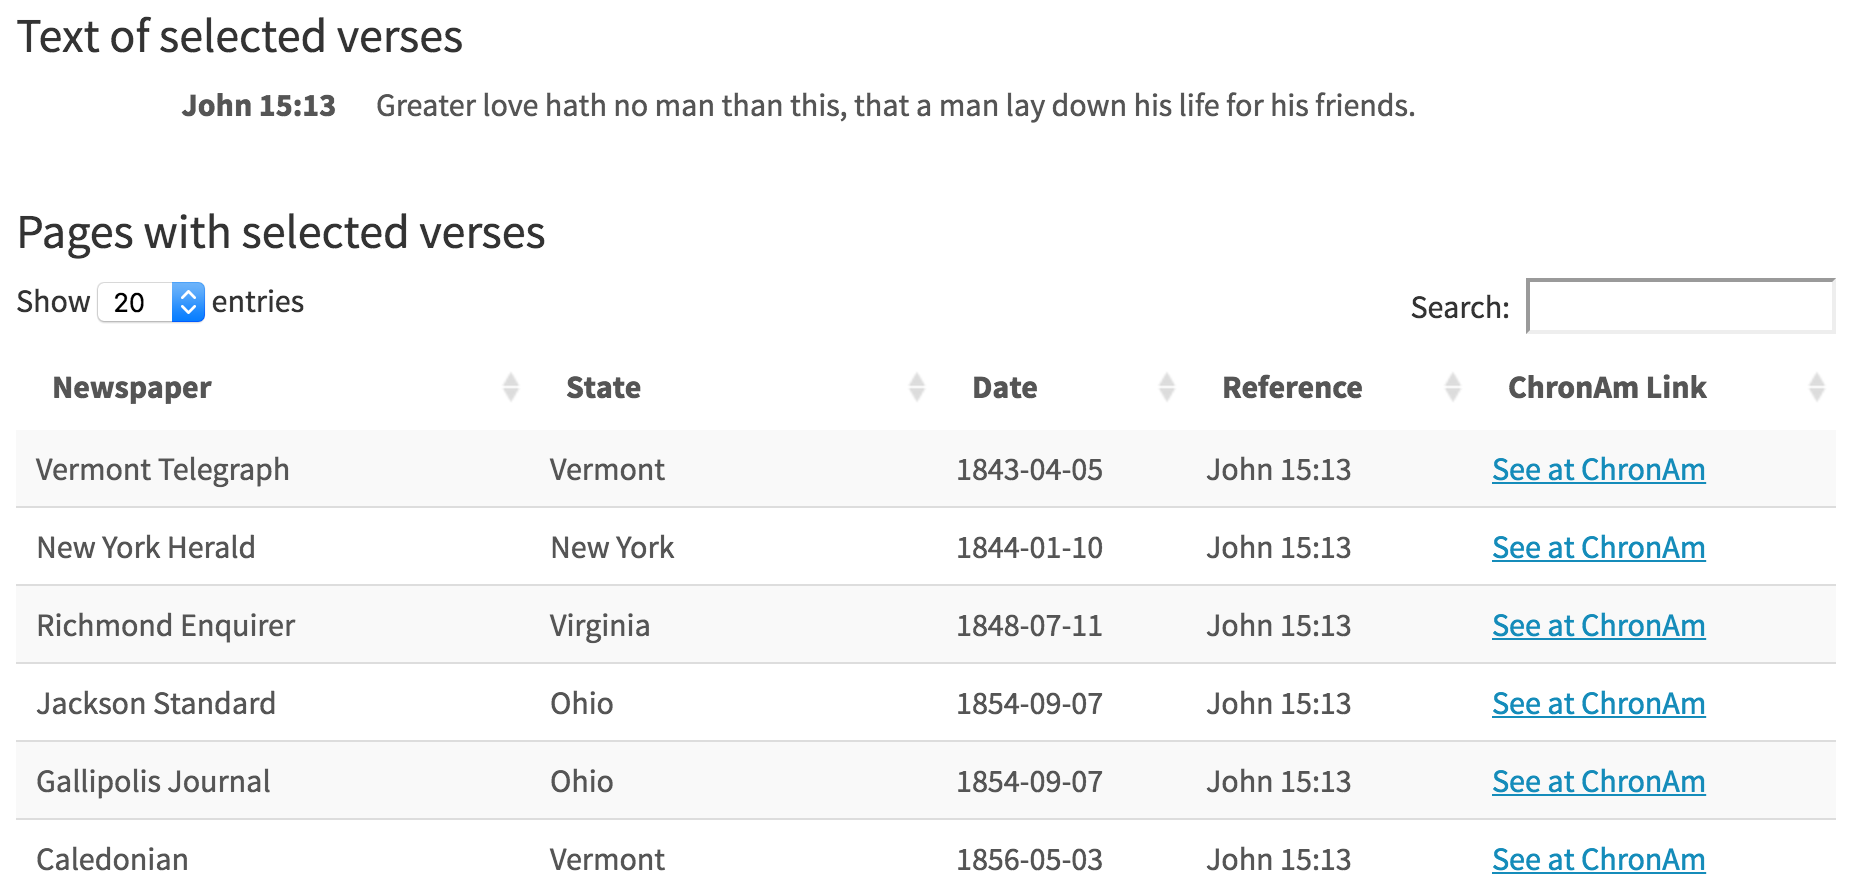 Text of selected verses
John 15:13 Greater love hath no man than this, that a man lay down his life for his friends.
Pages with selected verses
Show 20 entries Search:
Newspaper State Date Reference ChronAm Link
Vermont Telegraph Vermont 1843-04-05 John 15:13 See at ChronAm
New York Herald New York 1844-01-10 John 15:13 See at ChronAm
Richmond Enquirer Virginia 1848-07-11 John 15:13 See at ChronAm
Jackson Standard Ohio 1854-09-07 John 15:13 See at ChronAm
Gallipolis Journal Ohio 1854-09-07 John 15:13 See at ChronAm
Caledonian Vermont 1856-05-03 John 15:13 See at ChronAm